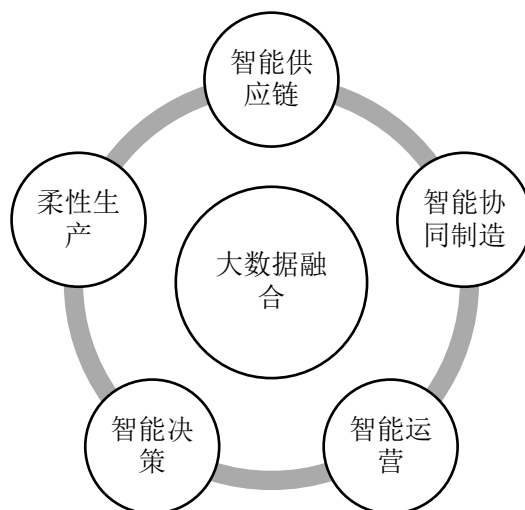 智能供
应链
柔性生
产
智能协
同制造
大数据融
合
智能决
策
智能运
营